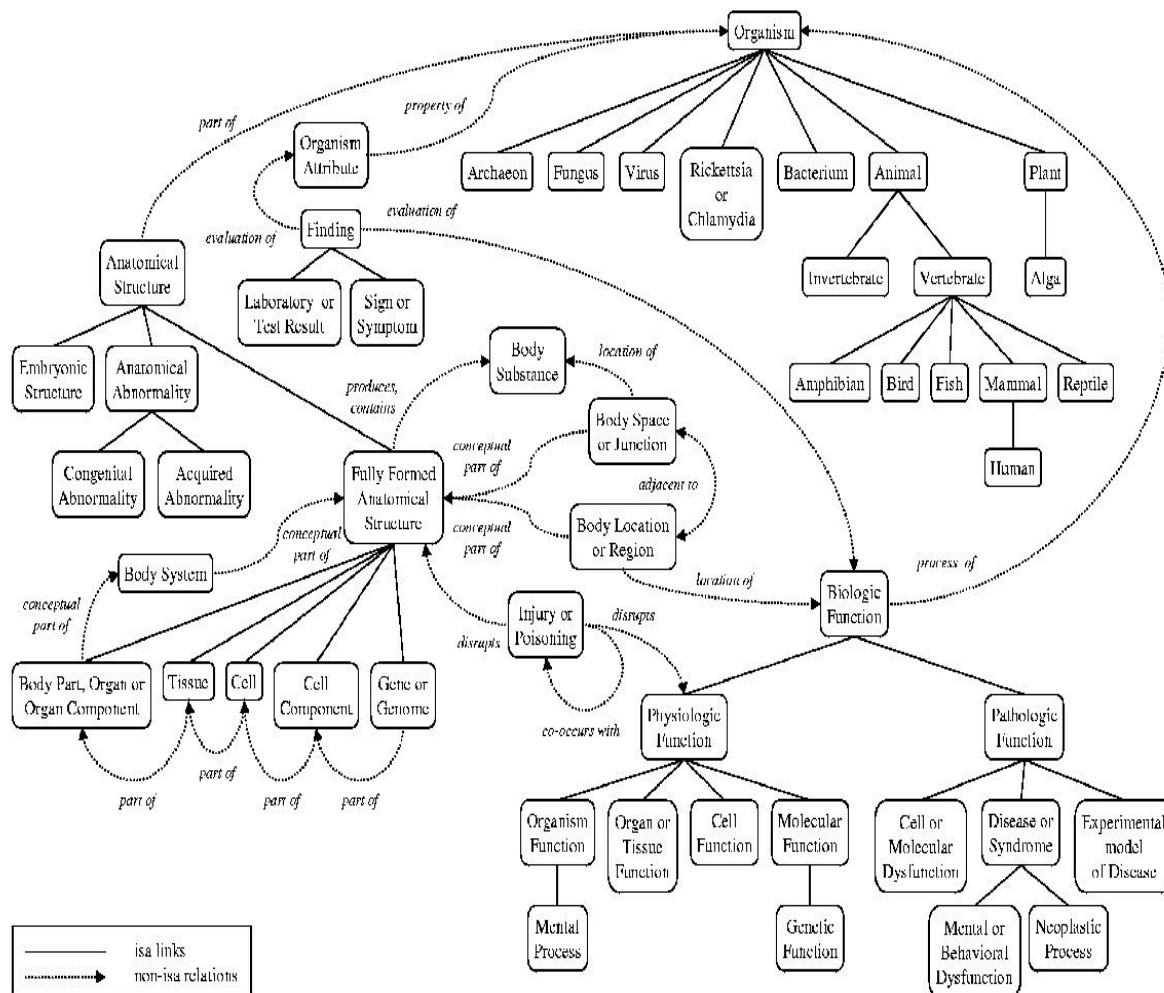 Organism
part of
property of
Organism
Attribute
Archaeon
Fungus
Virus
Rickettsia
or
Chlamydia
Bacterium
Animal
Plant
evaluation of
Finding
evaluation of
Anatomical
Structure
Invertebrate
Vertebrate
Alga
Laboratory or
Test Result
Sign or
Symptom
Embryonic
Structure
Anatomical
Abnormality
Body
Substance
location of
Amphibian
Bird
Fish
Mammal
Reptile
produces,
contains
Body Space
or Junction
conceptual
part of
Congenital
Abnormality
Acquired
Abnormality
Fully Formed
Anatomical
Structure
Human
adjacent to
conceptual
part of
Body Location
or Region
conceptual
part of
Body System
location of
Biologic
Function
process of
conceptual
part of
Injury or
Poisoning
disrupts
disrupts
Body Part, Organ or
Organ Component
Tissue
Cell
Cell
Component
Gene or
Genome
Physiologic
Function
Pathologic
Function
co-occurs with
part of
part of
part of
part of
Organism
Function
Organ or
Tissue
Function
Cell
Function
Molecular
Function
Cell or
Molecular
Dysfunction
Disease or
Syndrome
Experimental
model
of Disease
Mental
Process
Genetic
Function
Mental or
Behavioral
Dysfunction
Neoplastic
Process
isa links
non-isa relations